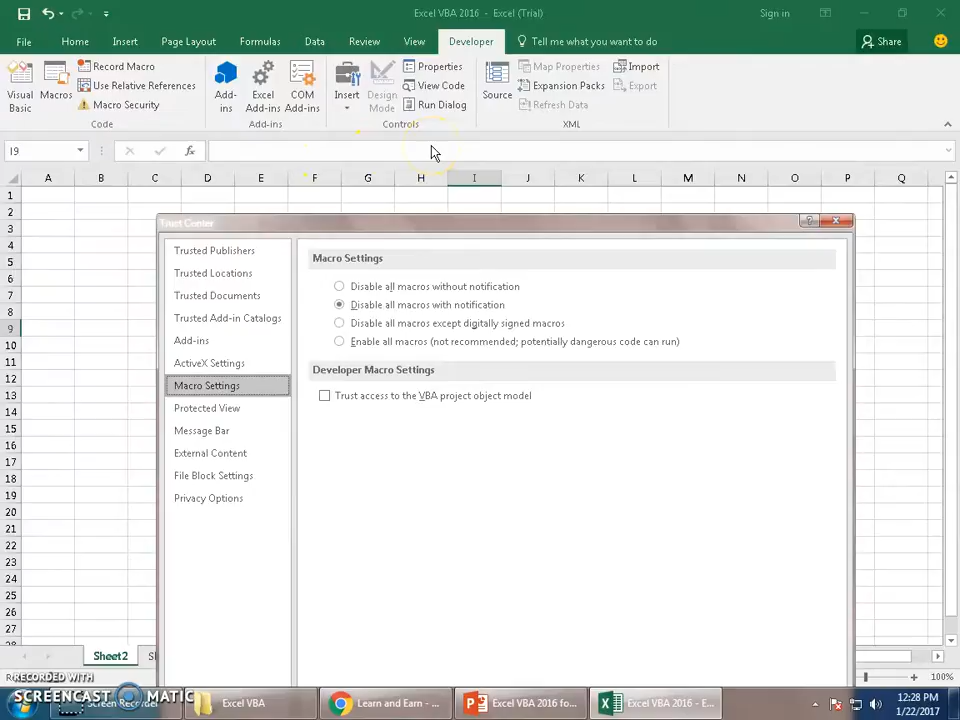 Excel VBA 2016 - Excel (Trial)
Sign in
File
Home
Insert
Page Layout
Formulas
Data
Review
View
Developer
Tell me what you want to do
Share
Visual Basic
Macros
Record Macro
Use Relative References
Macro Security
Code
Add-ins
Excel Add-ins
COM Add-ins
Add-ins
Insert
Design Mode
Properties
View Code
Run Dialog
Controls
Source
Map Properties
Expansion Packs
Refresh Data
Import
Export
XML
I9
fx
A B C D E F G H I J K L M N O P Q
1
2
3
4
5
6
7
8
9
10
11
12
13
14
15
16
17
18
19
20
21
22
23
24
25
26
27
28
Trust Center
Trusted Publishers
Trusted Locations
Trusted Documents
Trusted Add-in Catalogs
Add-ins
ActiveX Settings
Macro Settings
Protected View
Message Bar
External Content
File Block Settings
Privacy Options
Macro Settings
Disable all macros without notification
Disable all macros with notification
Disable all macros except digitally signed macros
Enable all macros (not recommended; potentially dangerous code can run)
Developer Macro Settings
Trust access to the VBA project object model
Sheet2
100%
RECORDED WITH
SCREENCAST MATIC
Screen Recorder
Excel VBA
Learn and Earn - ...
Excel VBA 2016 fo...
Excel VBA 2016 - E...
12:28 PM
1/22/2017